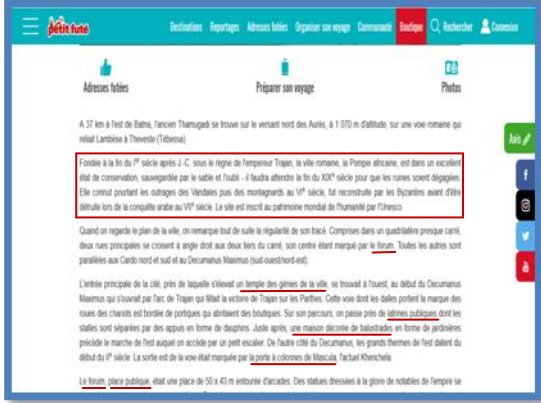 petit futé
Destinations Reportages Adresses futées Organiser son voyage Communauté Boutique Rechercher Connexion
Adresses futées Préparer son voyage Photos
A 37 km à l'est de Batna, l'ancien Thamugadi se trouve sur le versant nord des Aurès, à 1 070 m d'altitude, sur une voie romaine qui
reliait Lambèse à Theveste (Tébessa).
Avis
Fondée à la fin du Iᵉʳ siècle après J.-C. sous le règne de l'empereur Trajan, la ville romaine, la Pompei africaine, est dans un excellent
état de conservation, sauvegardée par le sable et l'oubli - il faudra attendre la fin du XIXᵉ siècle pour que les ruines soient dégagées.
Elle connut pourtant les outrages des Vandales puis des montagnards au VIᵉ siècle, fut reconstruite par les Byzantins avant d'être
détruite lors de la conquête arabe au VIIᵉ siècle. Le site est inscrit au patrimoine mondial de l'humanité par l'Unesco.
Quand on regarde le plan de la ville, on remarque tout de suite la régularité de son tracé. Comprises dans un quadrilatère presque carré,
deux rues principales se croisent à angle droit aux deux tiers du carré, son centre étant marqué par le forum. Toutes les autres sont
parallèles aux Cardo nord et sud et au Decumanus Maximus (sud-ouest/nord-est).
L'entrée principale de la cité, près de laquelle s'élevait un temple des génies de la ville, se trouvait à l'ouest, au début du Decumanus
Maximus qui s'ouvrait par l'arc de Trajan qui fêtait la victoire de Trajan sur les Parthes. Cette voie dont les dalles portent la marque des
roues des chariots est bordée de portiques qui abritaient des boutiques. Sur son parcours, on passe près de latrines publiques dont les
stalles sont séparées par des appuis en forme de dauphins. Juste après, une maison décorée de balustrades en forme de jardinières
précède le marché de l'est auquel on accède par un petit escalier. De l'autre côté du Decumanus, les grands thermes de l'est datent du
début du IIᵉ siècle. La sortie est de la voie était marquée par la porte à colonnes de Mascula, l'actuel Khenchela.
Le forum, place publique, était une place de 50 x 43 m entourée d'arcades. Des statues dressées à la gloire de notables de l'empire se